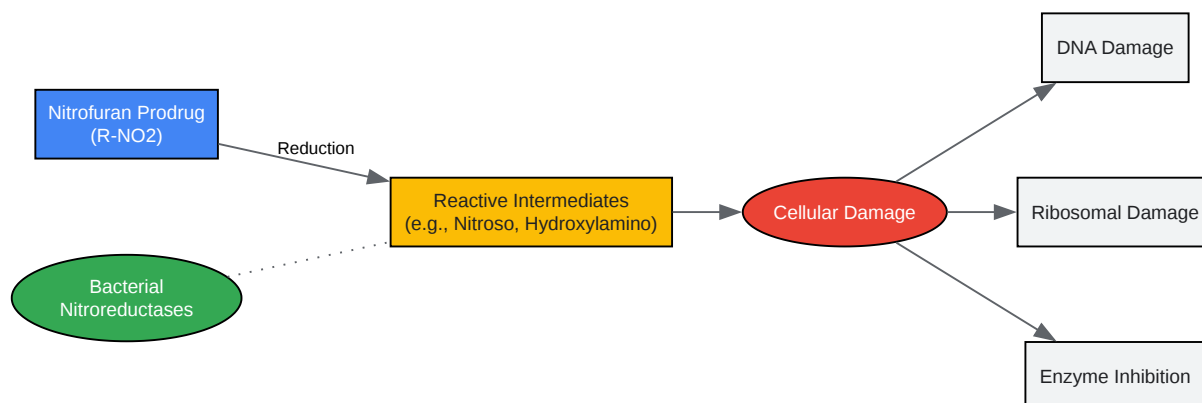 Nitrofuran Prodrug
(R-NO2)
Reduction
Bacterial
Nitroreductases
Reactive Intermediates
(e.g., Nitroso, Hydroxylamino)
Cellular Damage
DNA Damage
Ribosomal Damage
Enzyme Inhibition